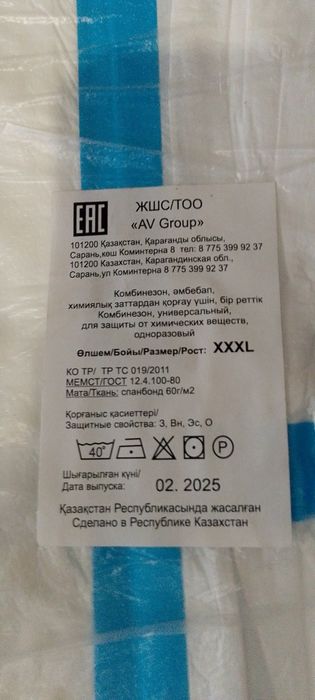 EAC
ЖШС/ТОО
«AV Group»
101200 Қазақстан, Қарағанды облысы,
Сарань,көш Коминтерна 8 тел: 8 775 399 92 37
101200 Казахстан, Карагандинская обл.,
Сарань,ул Коминтерна 8 775 399 92 37
Комбинезон, әмбебап,
химиялық заттардан қорғау үшін, бір реттік
Комбинезон, универсальный,
для защиты от химических веществ,
одноразовый
Өлшем/Бойы/Размер/Рост: XXXL
КО ТР/ ТР ТС 019/2011
МЕМСТ/ГОСТ 12.4.100-80
Мата/Ткань: спанбонд 60г/м2
Қорғаныс қасиеттері/
Защитные свойства: З, Вн, Эс, О
40° P
Шығарылған күні/
Дата выпуска: 02. 2025
Қазақстан Республикасында жасалған
Сделано в Республике Казахстан